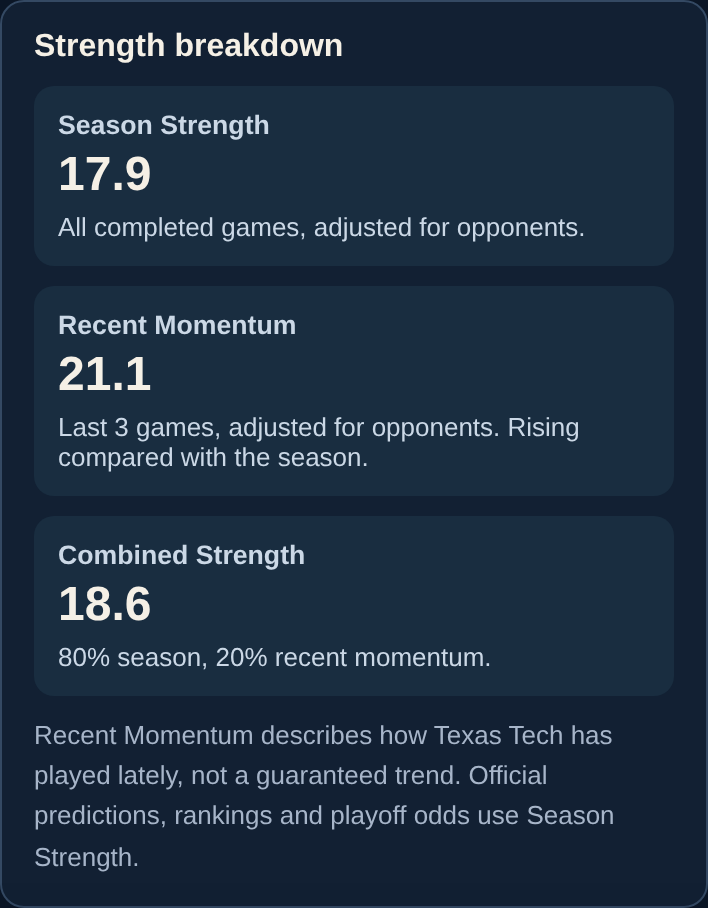 Strength breakdown
Season Strength
17.9
All completed games, adjusted for opponents.
Recent Momentum
21.1
Last 3 games, adjusted for opponents. Rising
compared with the season.
Combined Strength
18.6
80% season, 20% recent momentum.
Recent Momentum describes how Texas Tech has
played lately, not a guaranteed trend. Official
predictions, rankings and playoff odds use Season
Strength.